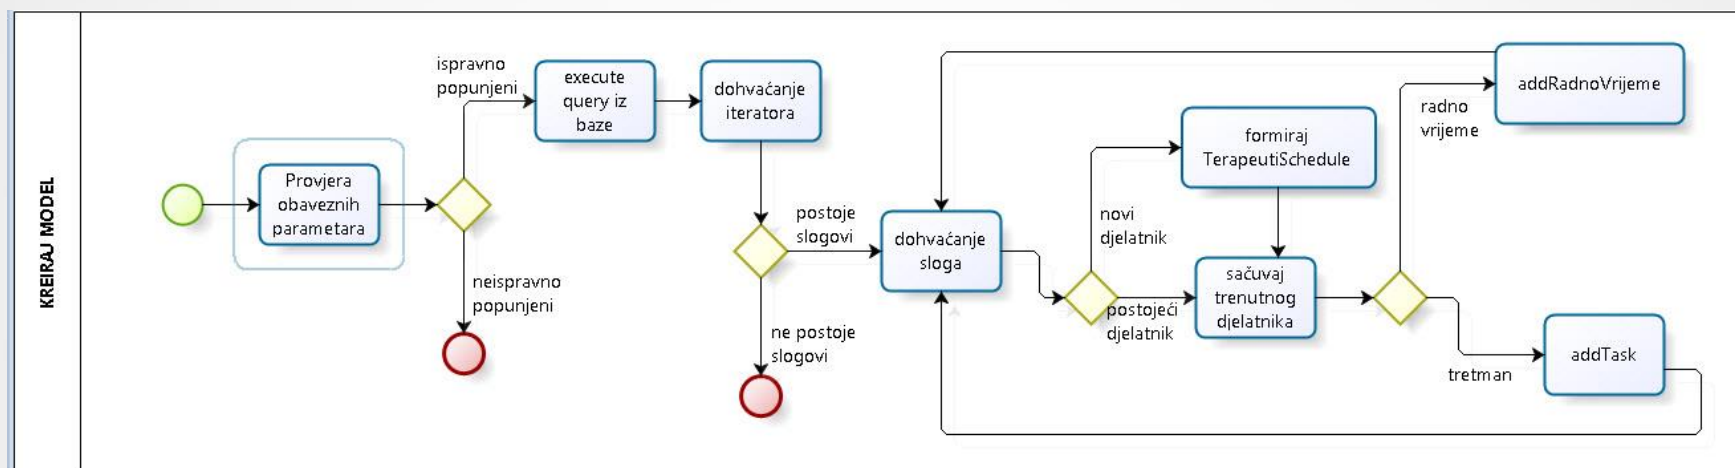 KREIRAJ MODEL
Provjera
obaveznih
parametara
ispravno
popunjeni
neispravno
popunjeni
execute
query iz
baze
dohvaćanje
iteratora
postoje
slogovi
ne postoje
slogovi
dohvaćanje
sloga
novi
djelatnik
postojeći
djelatnik
formiraj
TerapeutiSchedule
sačuvaj
trenutnog
djelatnika
radno
vrijeme
addRadnoVrijeme
tretman
addTask